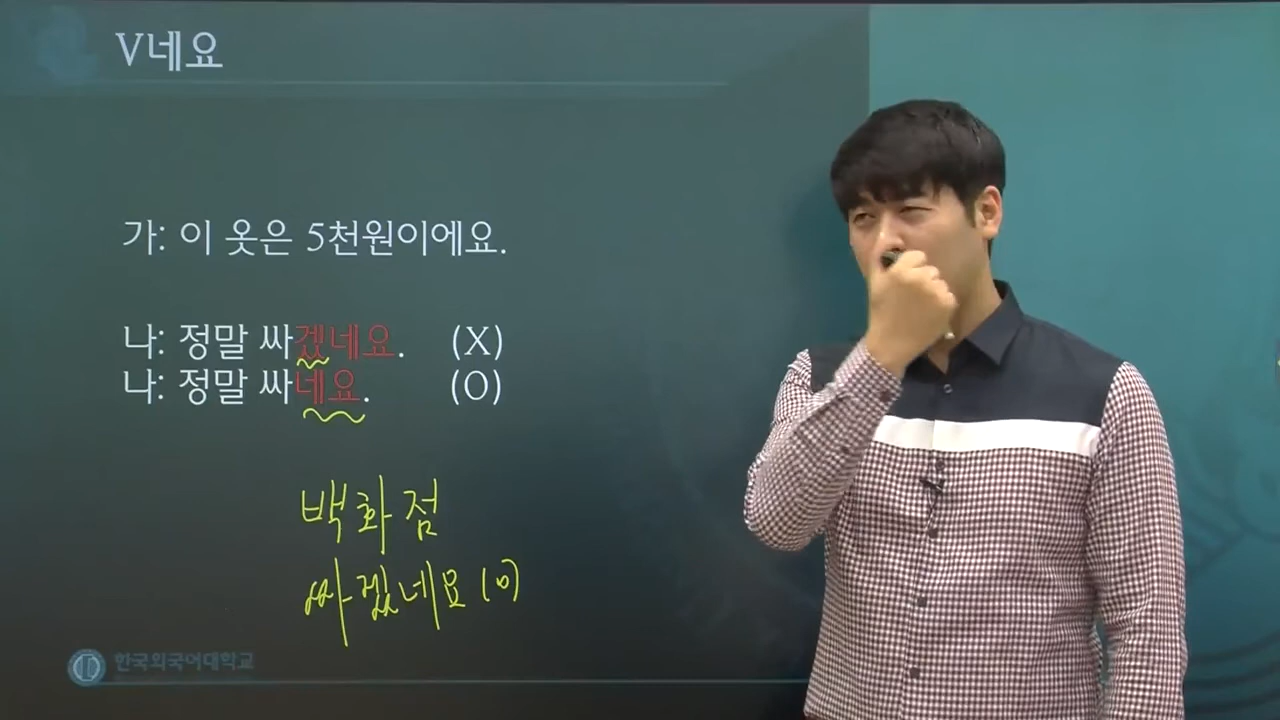 V네요
가: 이 옷은 5천원이에요.
나: 정말 싸겠네요. (X)
나: 정말 싸네요. (O)
백화점
싸겠네요 (O)
한국외국어대학교